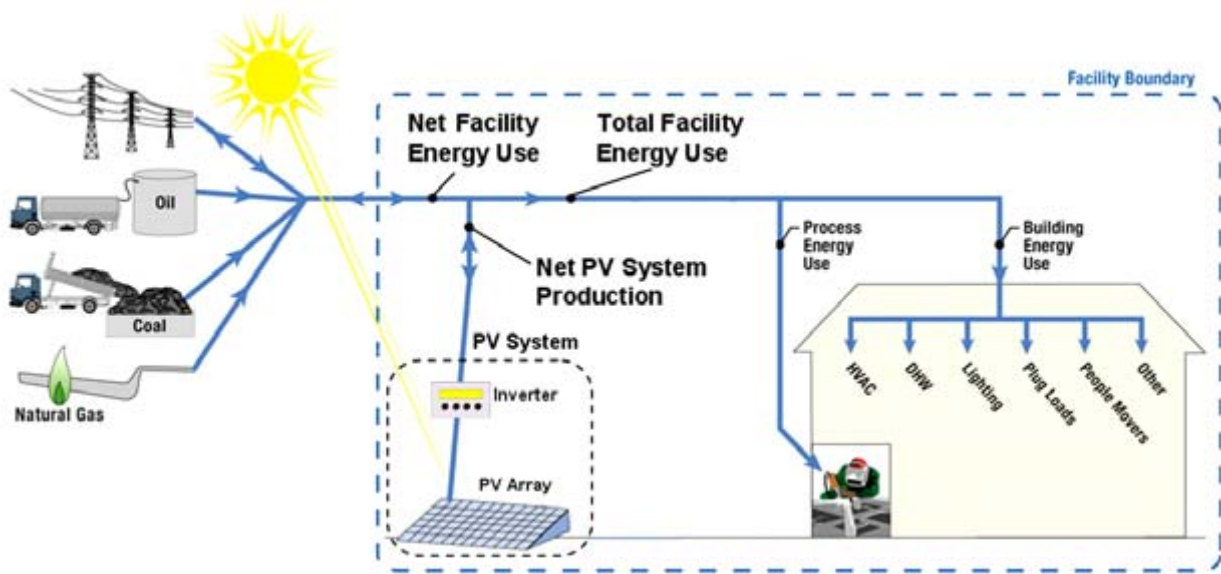 Facility Boundary
Net Facility
Energy Use
Total Facility
Energy Use
Oil
Process
Energy
Use
Building
Energy
Use
Net PV System
Production
Coal
PV System
Inverter
HVAC
DHW
Lighting
Plug Loads
People Movers
Other
Natural Gas
PV Array